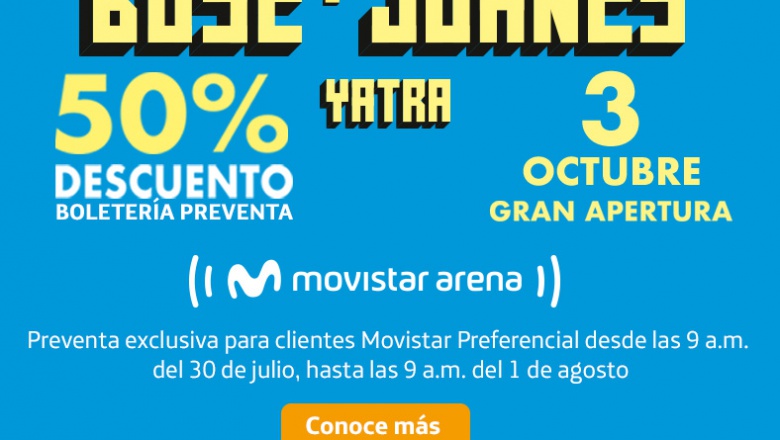 BOSÉ · JUANES
50% YATRA 3
DESCUENTO OCTUBRE
BOLETERÍA PREVENTA GRAN APERTURA
movistar arena
Preventa exclusiva para clientes Movistar Preferencial desde las 9 a.m.
del 30 de julio, hasta las 9 a.m. del 1 de agosto
Conoce más